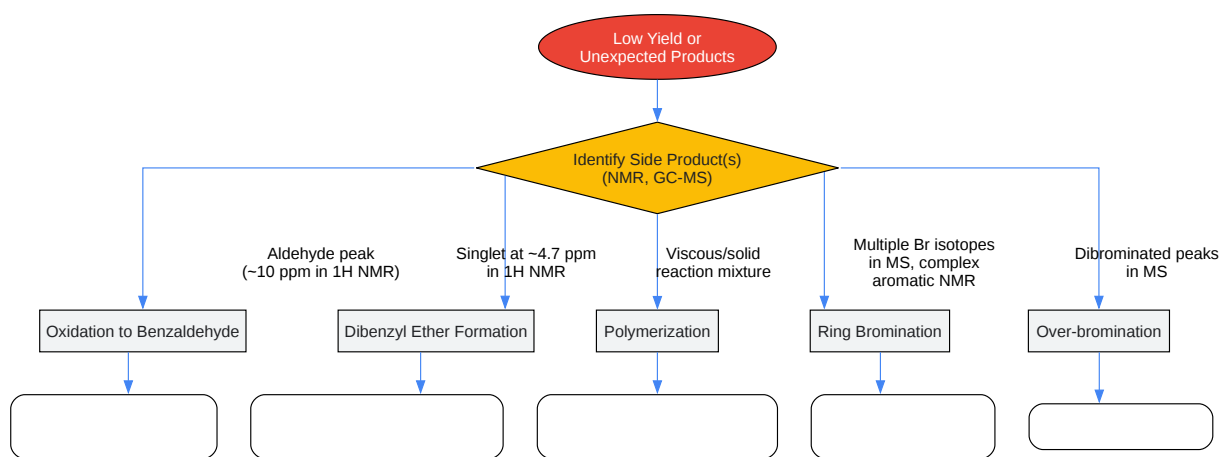 Low Yield or
Unexpected Products
Identify Side Product(s)
(NMR, GC-MS)
Aldehyde peak
(~10 ppm in 1H NMR)
Singlet at ~4.7 ppm
in 1H NMR
Viscous/solid
reaction mixture
Multiple Br isotopes
in MS, complex
aromatic NMR
Dibrominated peaks
in MS
Oxidation to Benzaldehyde
Dibenzyl Ether Formation
Polymerization
Ring Bromination
Over-bromination